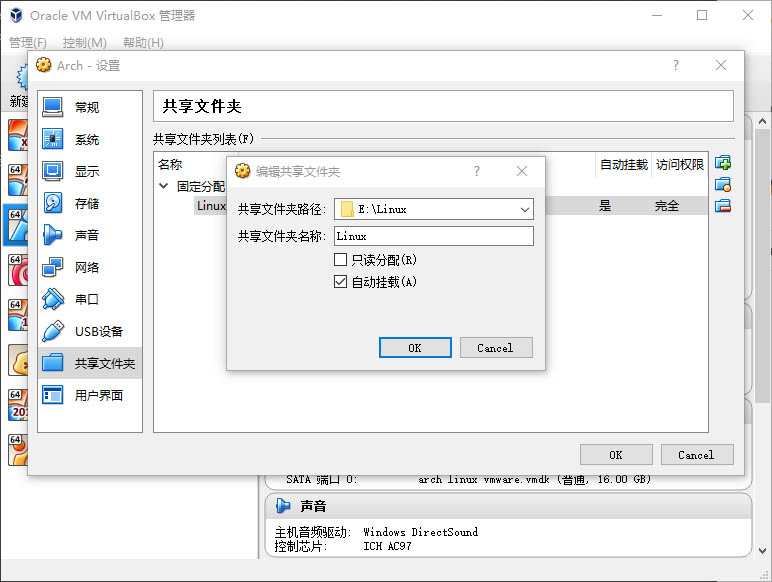 Oracle VM VirtualBox 管理器
管理(F) 控制(M) 帮助(H)
新建
Arch - 设置
常规
系统
显示
存储
声音
网络
串口
USB设备
共享文件夹
用户界面
共享文件夹
共享文件夹列表(F)
名称 自动挂载 访问权限
固定分配
Linux 是 完全
编辑共享文件夹
共享文件夹路径: E:\Linux
共享文件夹名称: Linux
只读分配(R)
自动挂载(A)
OK Cancel
OK Cancel
SATA 端口 0: arch linux vmware.vmdk (普通, 16.00 GB)
声音
主机音频驱动: Windows DirectSound
控制芯片: ICH AC97
64
64
64
64
64
64